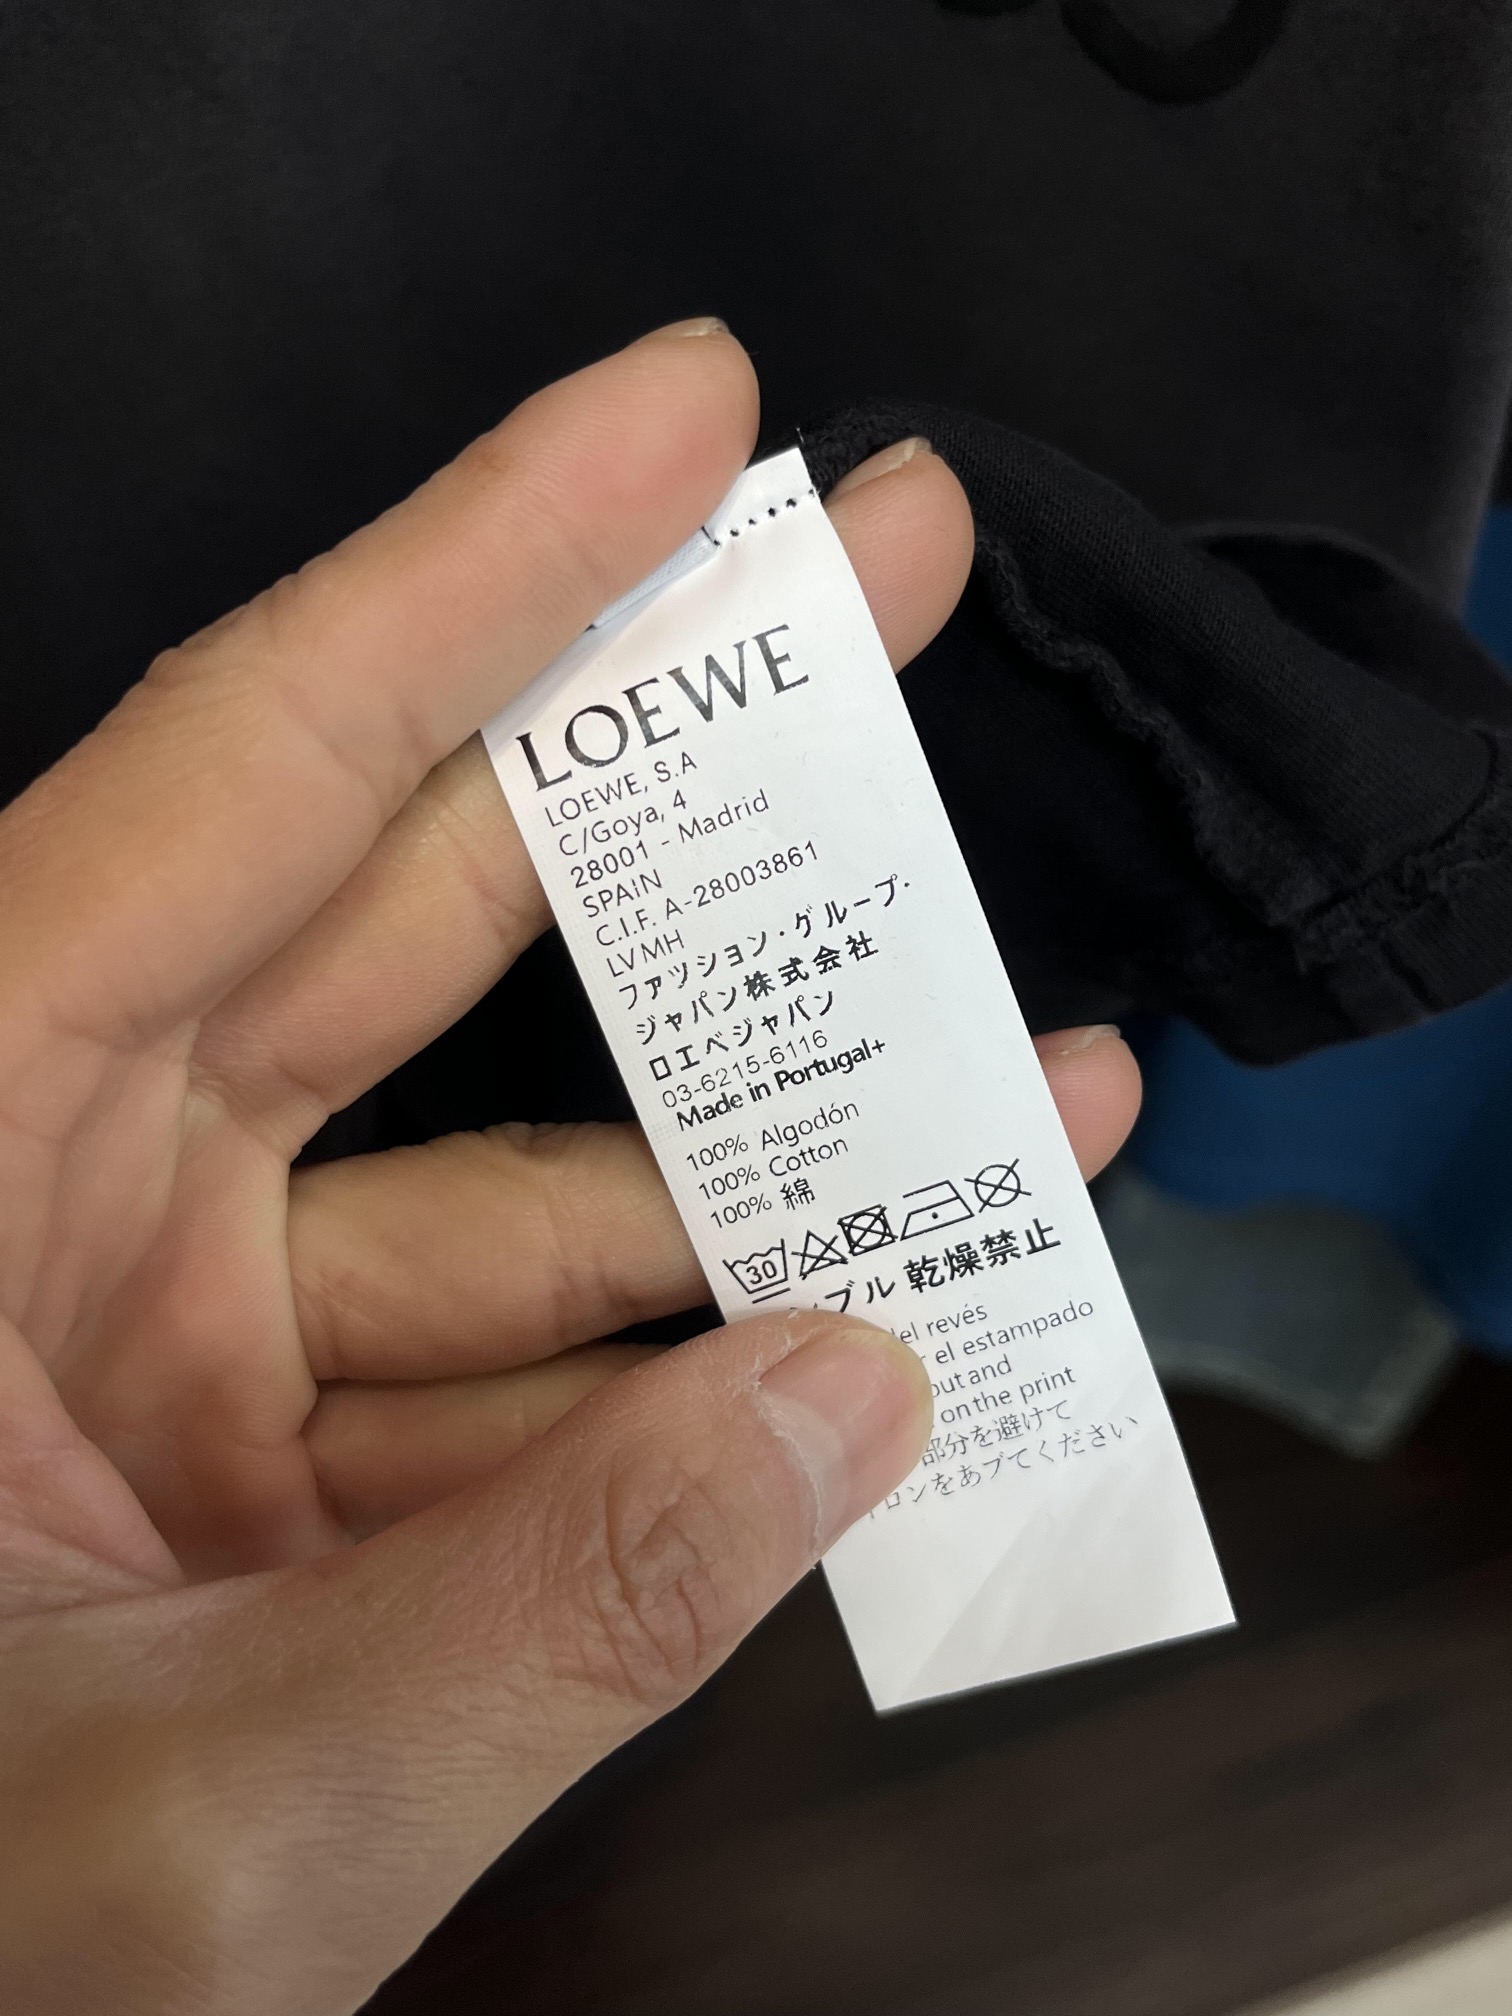 LOEWE
LOEWE, S.A
C/Goya, 4
28001 - Madrid
SPAIN
C.I.F. A-28003861
LVMH
ファッション・グループ・
ジャパン株式会社
ロエベジャパン
03-6215-6116
Made in Portugal+
100% Algodón
100% Cotton
100% 綿
30
ンブル 乾燥禁止
del revés
el estampado
out and
on the print
部分を避けて
ロンをあブてください